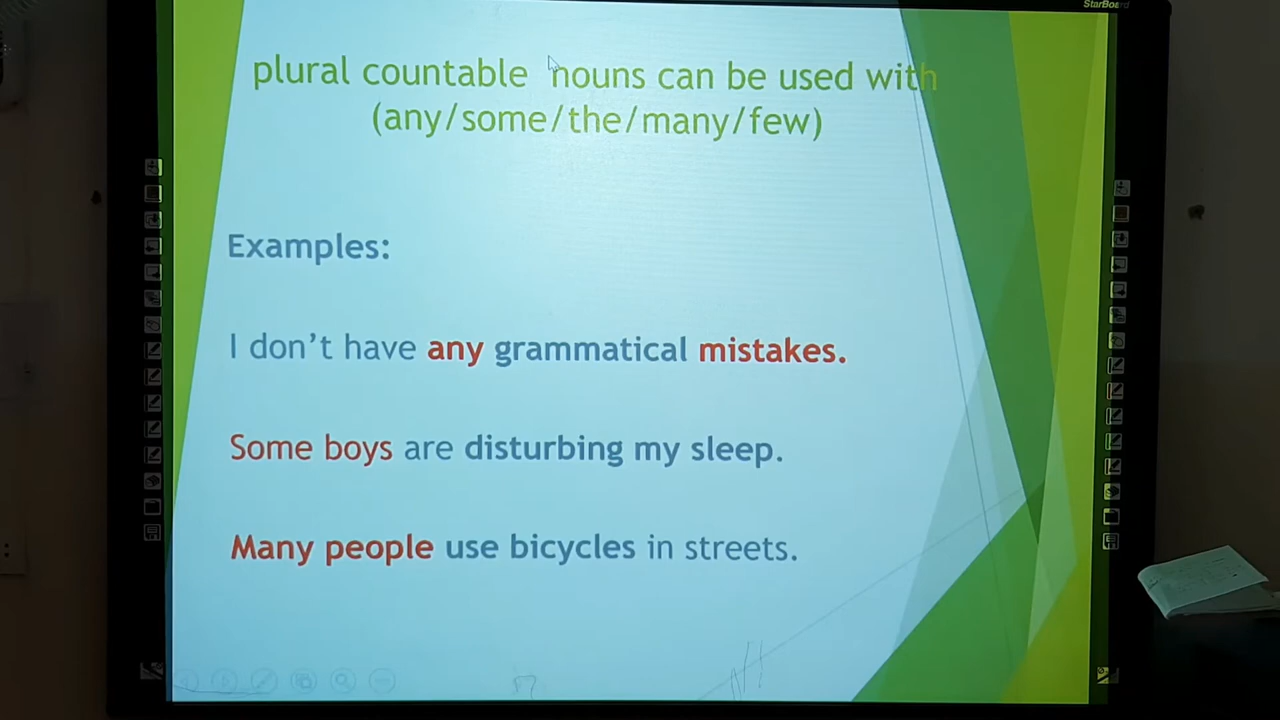 StarBoard
plural countable nouns can be used with
(any/some/the/many/few)
Examples:
I don't have any grammatical mistakes.
Some boys are disturbing my sleep.
Many people use bicycles in streets.